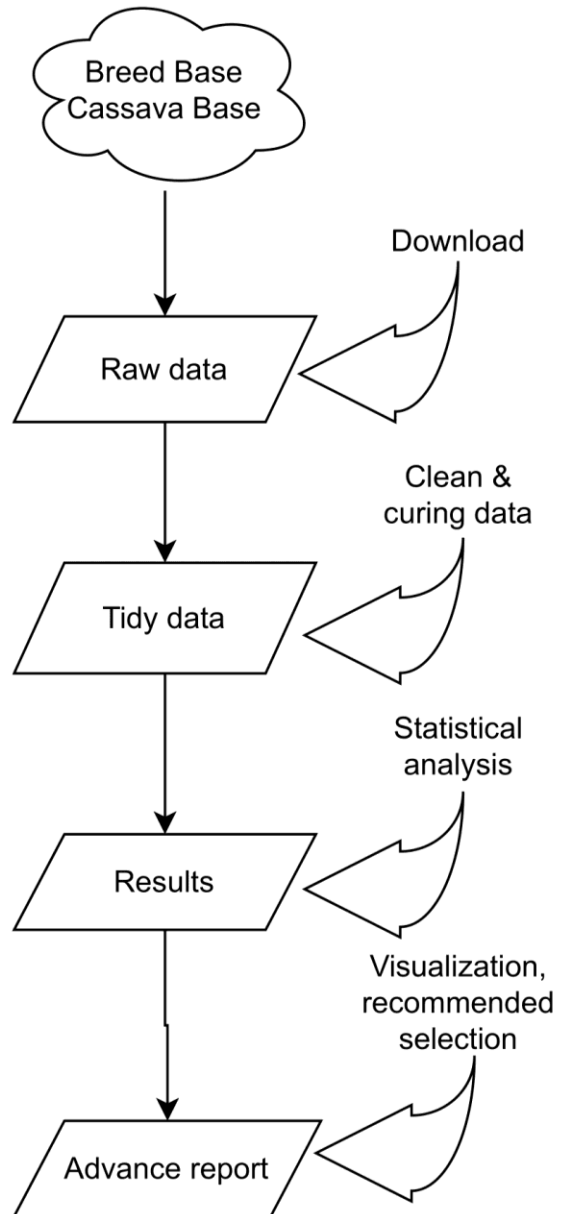 Breed Base
Cassava Base
Download
Raw data
Clean &
curing data
Tidy data
Statistical
analysis
Results
Visualization,
recommended
selection
Advance report